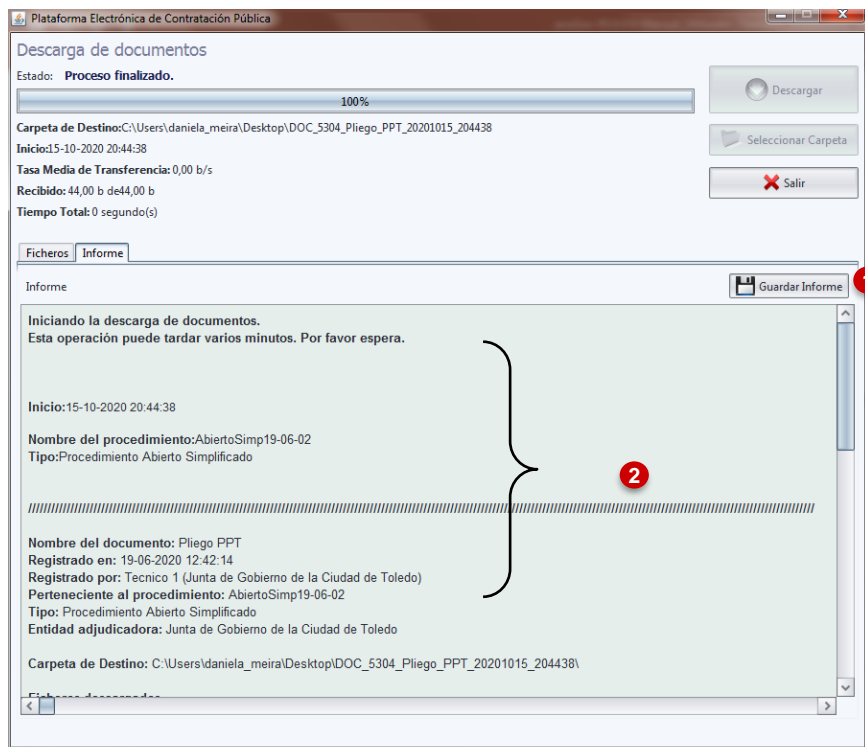 Plataforma Electrónica de Contratación Pública
Descarga de documentos
Estado: Proceso finalizado.
100%
Descargar
Carpeta de Destino:C:\Users\daniela_meira\Desktop\DOC_5304_Pliego_PPT_20201015_204438
Seleccionar Carpeta
Inicio:15-10-2020 20:44:38
Tasa Media de Transferencia: 0,00 b/s
Salir
Recibido: 44,00 b de44,00 b
Tiempo Total: 0 segundo(s)
Ficheros Informe
Informe
Guardar Informe
1
Iniciando la descarga de documentos.
Esta operación puede tardar varios minutos. Por favor espera.
Inicio:15-10-2020 20:44:38
Nombre del procedimiento:AbiertoSimp19-06-02
Tipo:Procedimiento Abierto Simplificado
2
Nombre del documento: Pliego PPT
Registrado en: 19-06-2020 12:42:14
Registrado por: Tecnico 1 (Junta de Gobierno de la Ciudad de Toledo)
Perteneciente al procedimiento: AbiertoSimp19-06-02
Tipo: Procedimiento Abierto Simplificado
Entidad adjudicadora: Junta de Gobierno de la Ciudad de Toledo
Carpeta de Destino: C:\Users\daniela_meira\Desktop\DOC_5304_Pliego_PPT_20201015_204438\